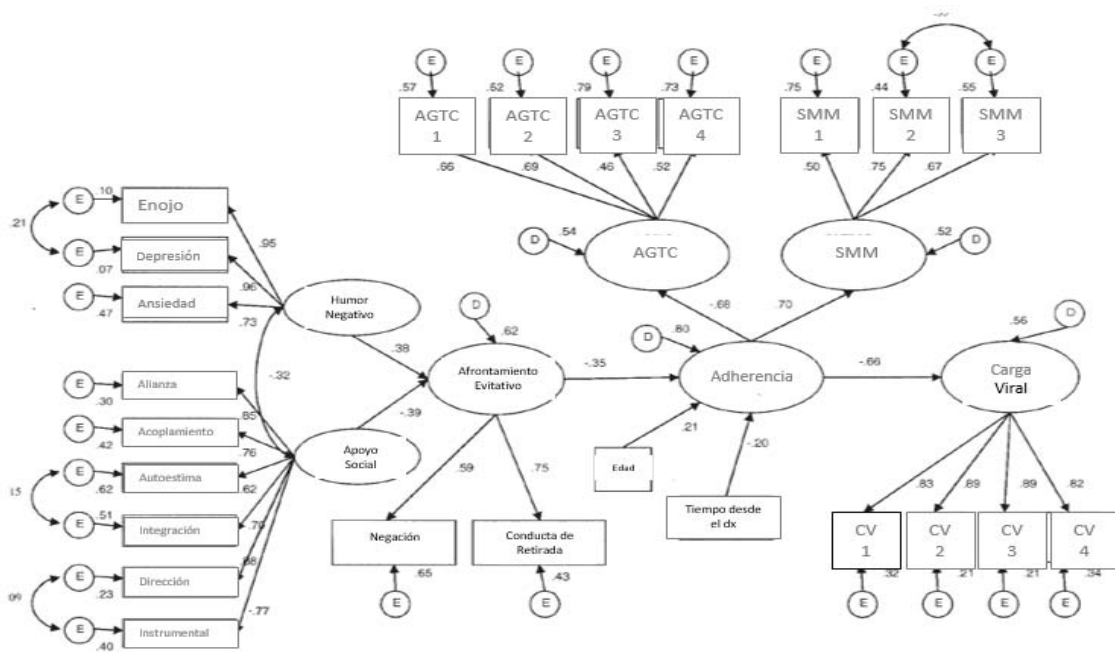 E
E
E
E
E
E
E
.57
.52
.79
.73
.75
.44
.55
AGTC
1
AGTC
2
AGTC
3
AGTC
4
SMM
1
SMM
2
SMM
3
.69
.46
.52
.50
.75
.67
E
.10
Enojo
.21
E
.07
Depresión
.95
D
.54
AGTC
SMM
.52
D
E
.47
Ansiedad
.96
.73
Humor
Negativo
D
.62
-.68
.70
.38
D
.80
.56
D
-.32
Afrontamiento
Evitativo
-.35
Adherencia
-.66
Carga
Viral
E
.30
Alianza
.85
-.39
E
.42
Acoplamiento
.76
Apoyo
Social
.21
-.20
E
.62
Autoestima
.62
.59
.75
Edad
.83
.89
.89
.82
15
E
.51
Integración
Negación
Conducta de
Retirada
Tiempo desde
el dx
CV
1
CV
2
CV
3
CV
4
E
.23
Dirección
.65
.43
.32
.21
.21
.34
09
-.77
E
E
E
E
E
E
E
.40
Instrumental